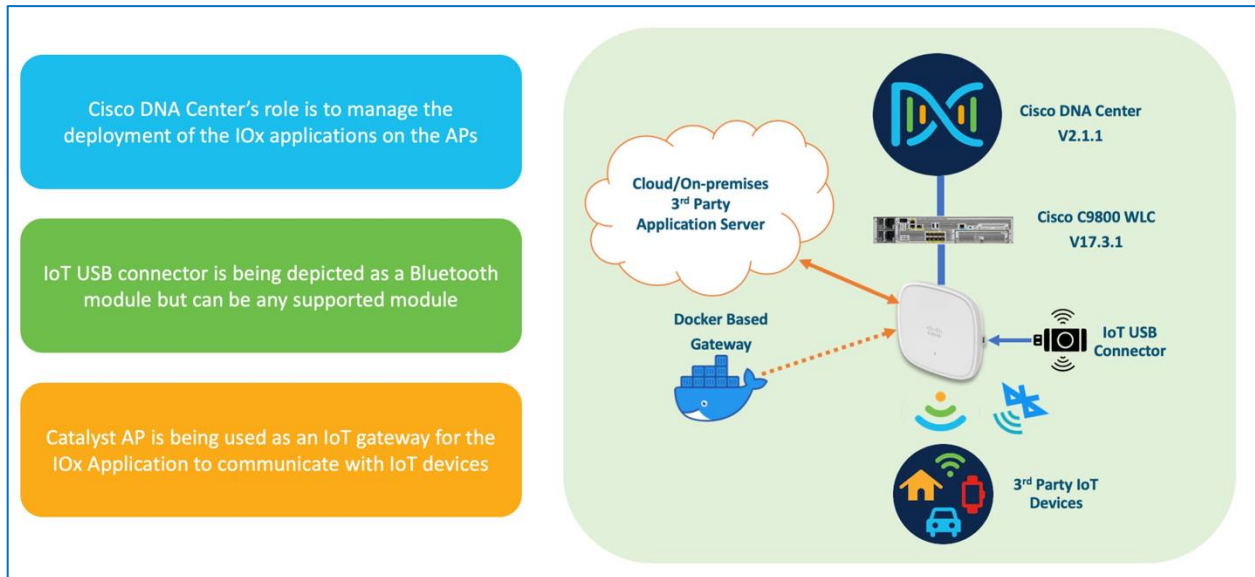 Cisco DNA Center’s role is to manage the
deployment of the IOx applications on the APs
IoT USB connector is being depicted as a Bluetooth
module but can be any supported module
Catalyst AP is being used as an IoT gateway for the
IOx Application to communicate with IoT devices
Cisco DNA Center
V2.1.1
Cloud/On-premises
3rd Party
Application Server
Cisco C9800 WLC
V17.3.1
Docker Based
Gateway
IoT USB
Connector
3rd Party IoT
Devices